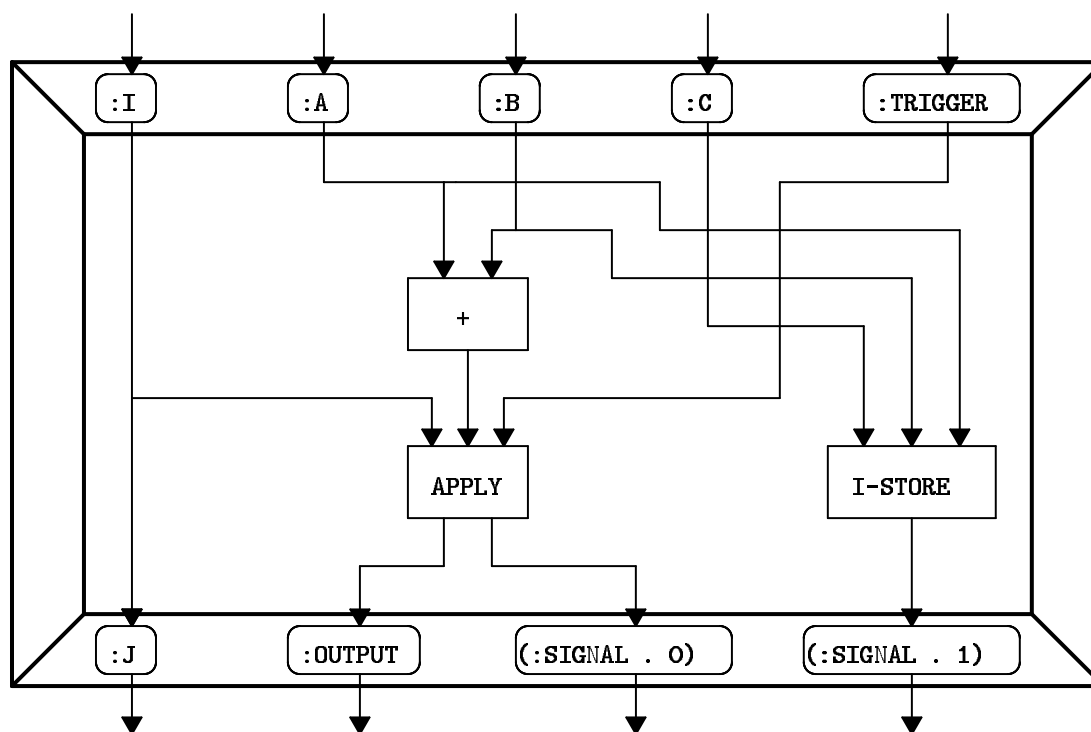 :I
:A
:B
:C
:TRIGGER
+
APPLY
I-STORE
:J
:OUTPUT
(:SIGNAL . 0)
(:SIGNAL . 1)